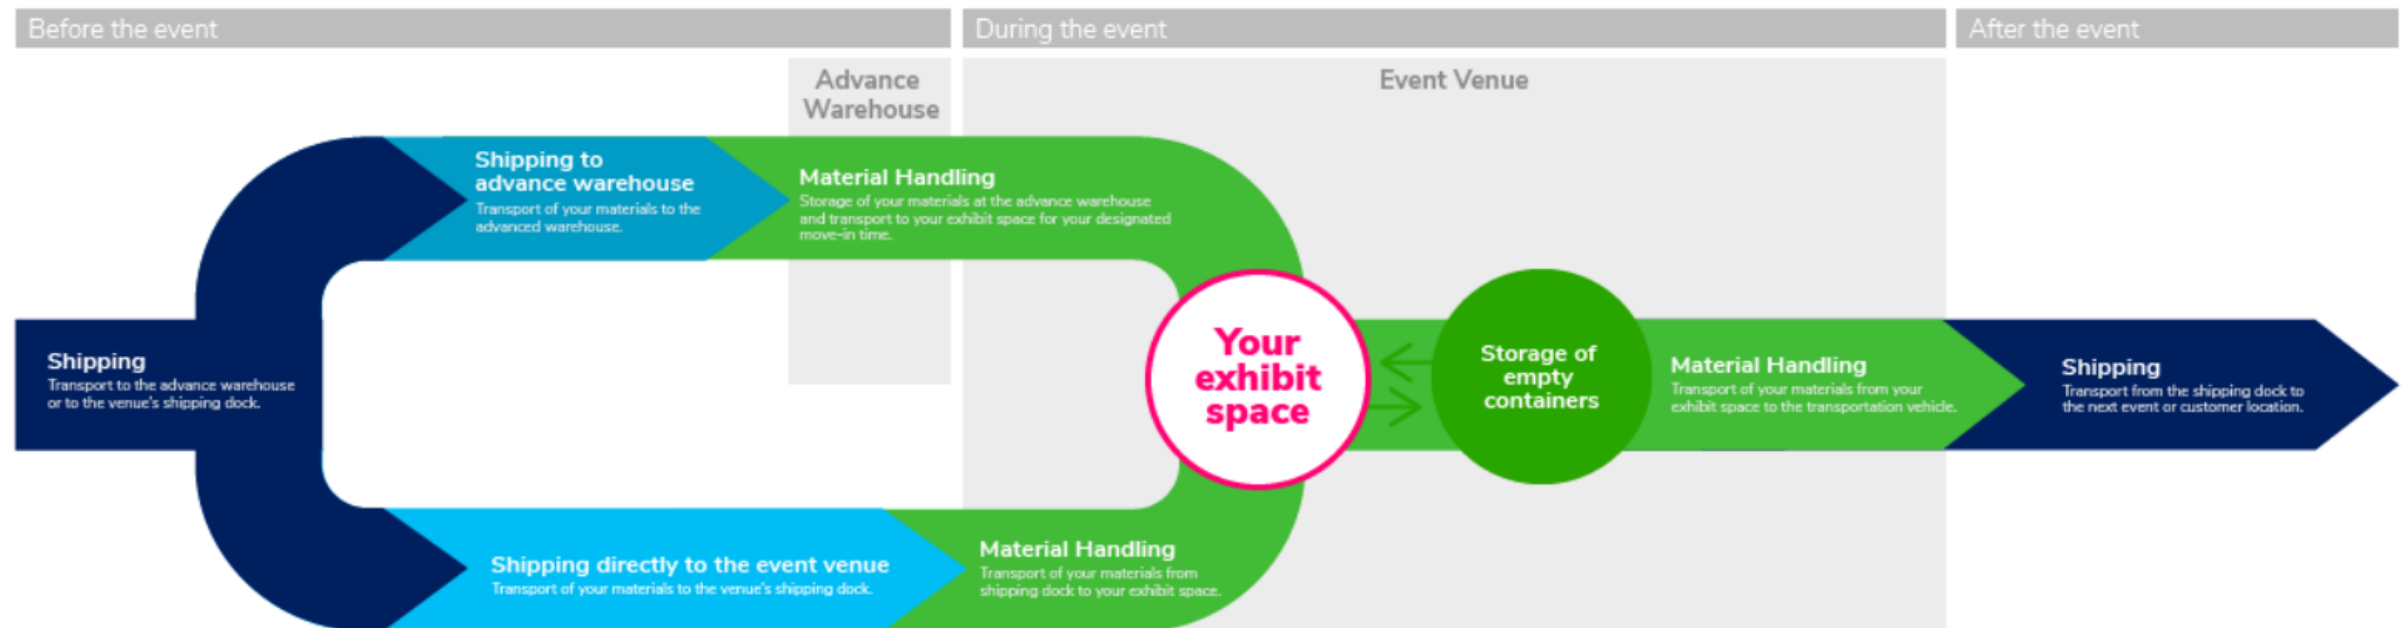 Before the event
During the event
After the event
Advance
Warehouse
Event Venue
Shipping
Transport to the advance warehouse
or to the venue's shipping dock.
Shipping to
advance warehouse
Transport of your materials to the
advanced warehouse.
Material Handling
Storage of your materials at the advance warehouse
and transport to your exhibit space for your designated
move-in time.
Shipping directly to the event venue
Transport of your materials to the venue's shipping dock.
Material Handling
Transport of your materials from
shipping dock to your exhibit space.
Your
exhibit
space
Storage of
empty
containers
Material Handling
Transport of your materials from your
exhibit space to the transportation vehicle.
Shipping
Transport from the shipping dock to
the next event or customer location.